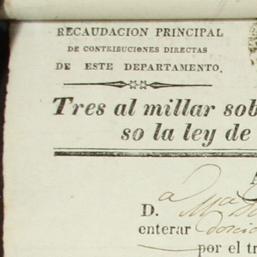 RECAUDACION PRINCIPAL
DE CONTRIBUCIONES DIRECTAS
DE ESTE DEPARTAMENTO.
Tres al millar sob
so la ley de
A
D.
enterar
por el tr